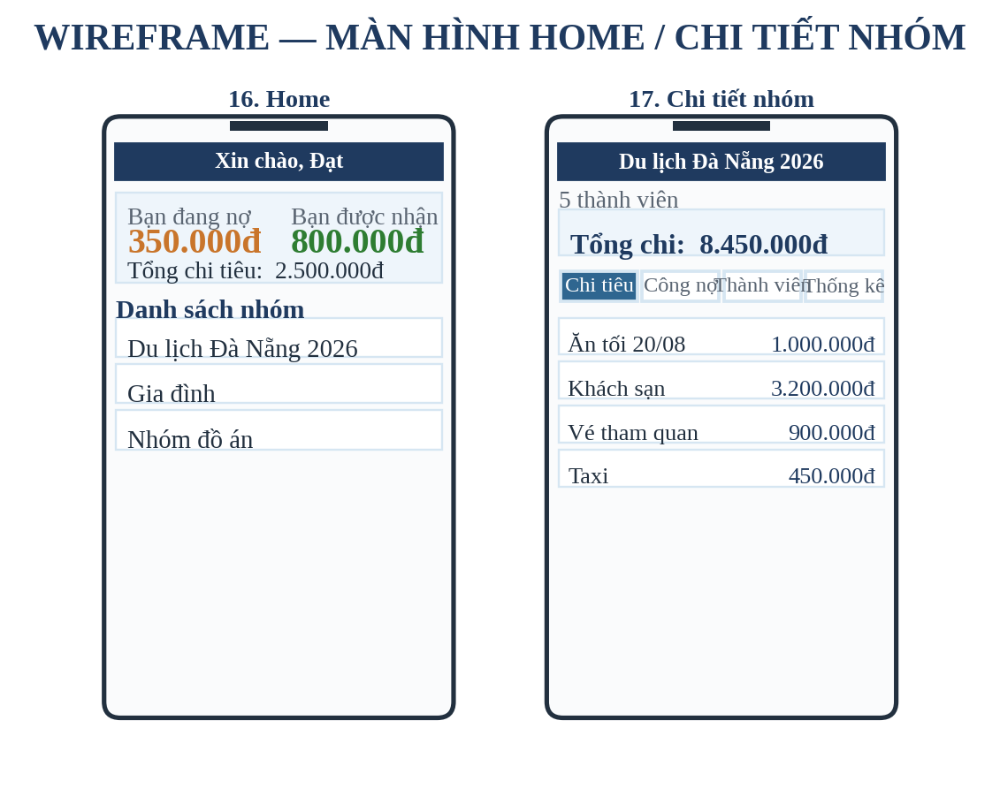 WIREFRAME — MÀN HÌNH HOME / CHI TIẾT NHÓM
16. Home
Xin chào, Đạt
Bạn đang nợ Bạn được nhận
350.000đ 800.000đ
Tổng chi tiêu: 2.500.000đ
Danh sách nhóm
Du lịch Đà Nẵng 2026
Gia đình
Nhóm đồ án
17. Chi tiết nhóm
Du lịch Đà Nẵng 2026
5 thành viên
Tổng chi: 8.450.000đ
Chi tiêu Công nợ Thành viên Thống kê
Ăn tối 20/08 1.000.000đ
Khách sạn 3.200.000đ
Vé tham quan 900.000đ
Taxi 450.000đ